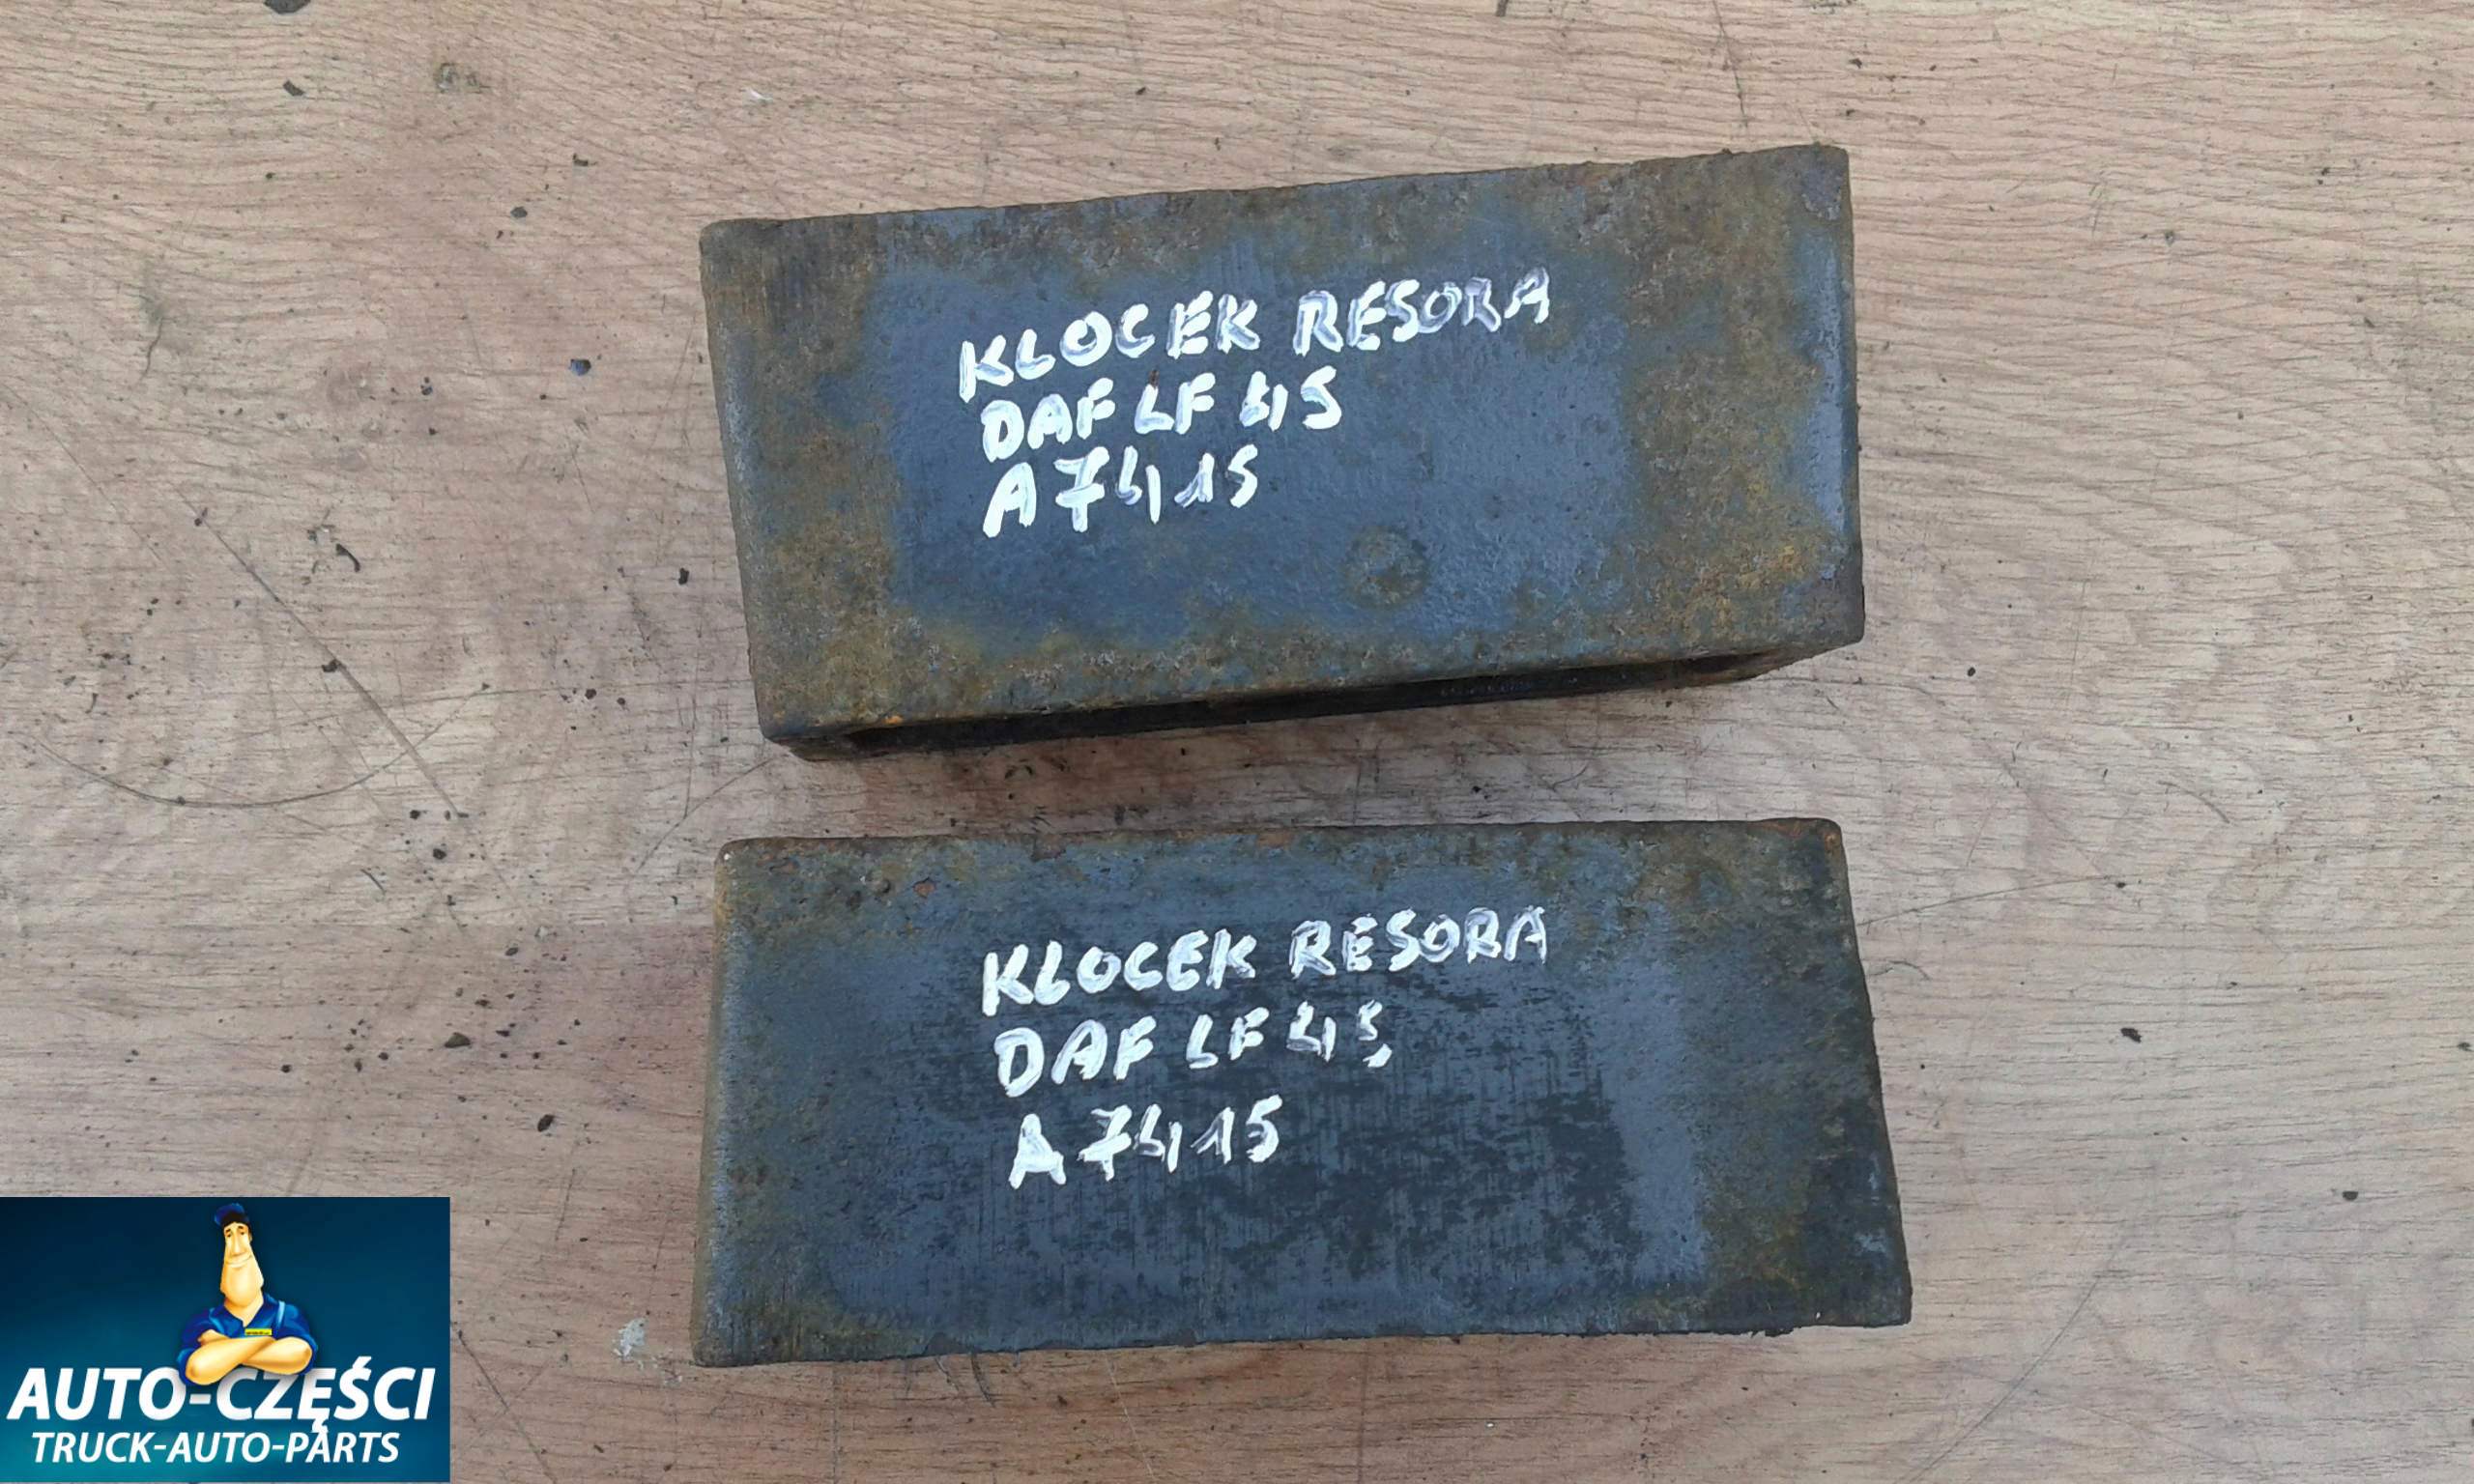 KLOCEK RESORA
DAF LF 45
A7415
KLOCEK RESORA
DAF LF 45
A7415
AUTO-CZĘŚCI
TRUCK-AUTO-PARTS